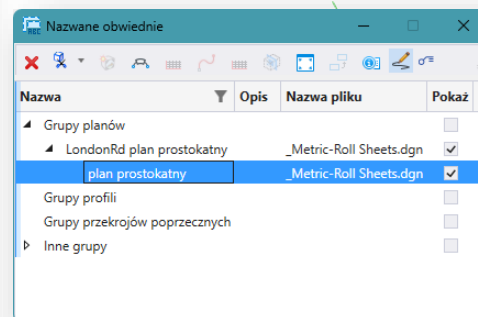 Nazwane obwiednie
Nazwa Opis Nazwa pliku Pokaż
Grupy planów
LondonRd plan prostokatny _Metric-Roll Sheets.dgn
plan prostokatny _Metric-Roll Sheets.dgn
Grupy profili
Grupy przekrojów poprzecznych
Inne grupy